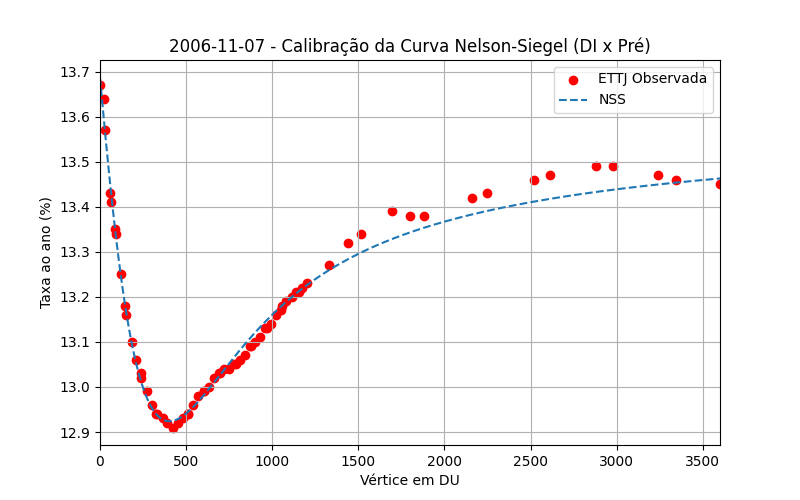 2006-11-07 - Calibração da Curva Nelson-Siegel (DI x Pré)
13.7
13.6
13.5
13.4
13.3
13.2
13.1
13.0
12.9
Taxa ao ano (%)
ETTJ Observada
NSS
0 500 1000 1500 2000 2500 3000 3500
Vértice em DU